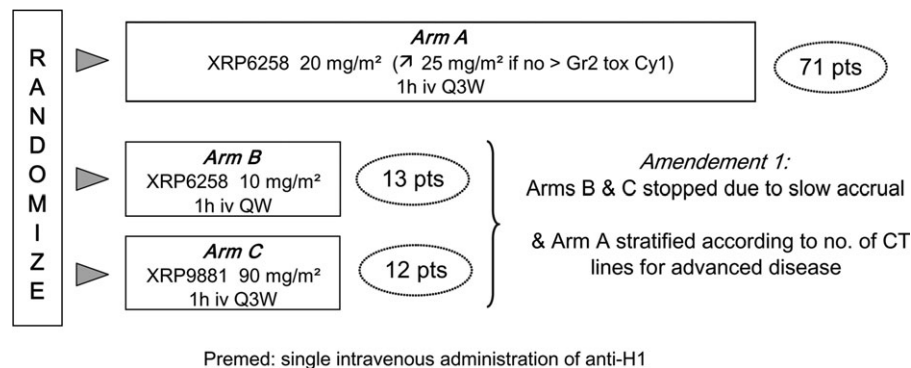 RANDOMIZE
Arm A
XRP6258 20 mg/m² (↗ 25 mg/m² if no > Gr2 tox Cy1)
1h iv Q3W
71 pts
Arm B
XRP6258 10 mg/m²
1h iv QW
13 pts
Arm C
XRP9881 90 mg/m²
1h iv Q3W
12 pts
Amendement 1:
Arms B & C stopped due to slow accrual
& Arm A stratified according to no. of CT
lines for advanced disease
Premed: single intravenous administration of anti-H1